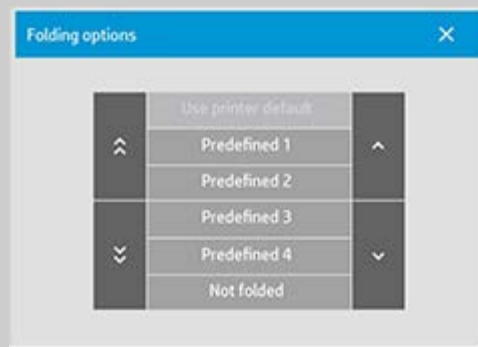 Folding options
Use printer default
Predefined 1
Predefined 2
Predefined 3
Predefined 4
Not folded